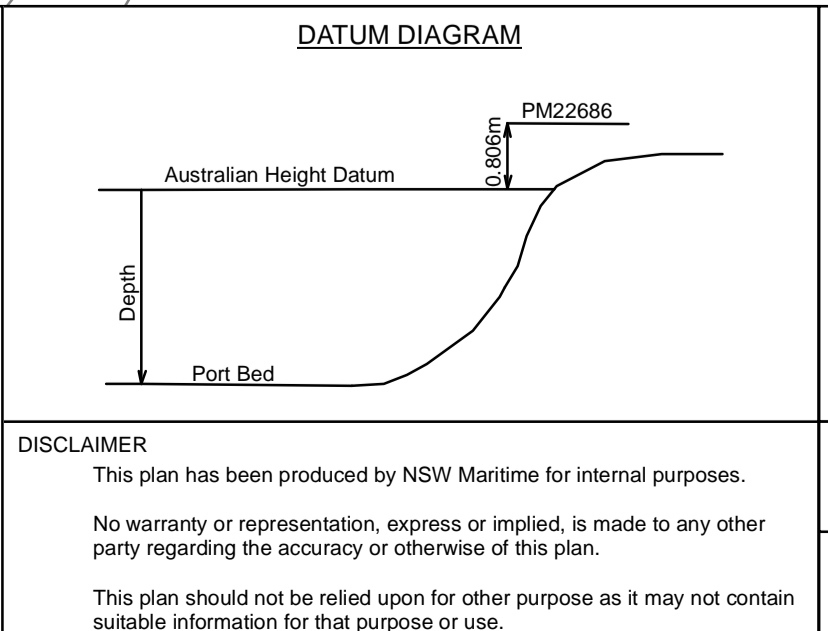 DATUM DIAGRAM
PM22686
0.806m
Australian Height Datum
Depth
Port Bed
DISCLAIMER
This plan has been produced by NSW Maritime for internal purposes.
No warranty or representation, express or implied, is made to any other
party regarding the accuracy or otherwise of this plan.
This plan should not be relied upon for other purpose as it may not contain
suitable information for that purpose or use.